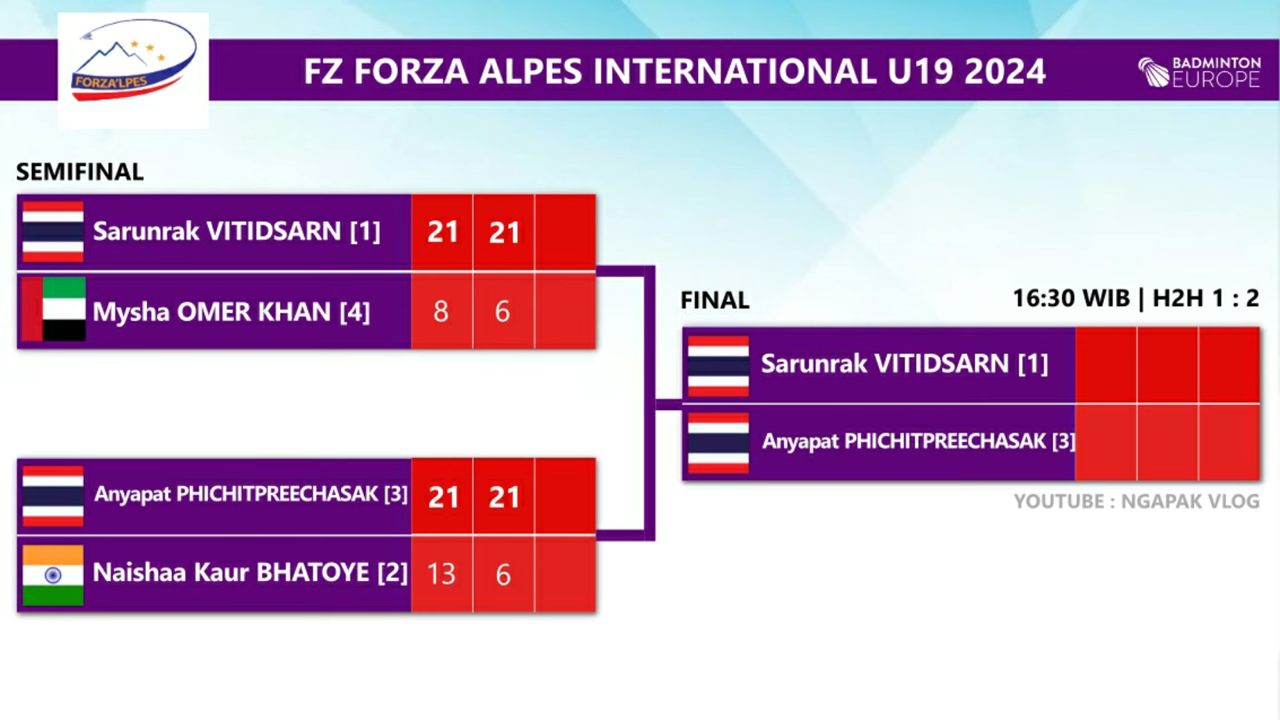 FORZA'LPES
FZ FORZA ALPES INTERNATIONAL U19 2024
BADMINTON
EUROPE
SEMIFINAL
Sarunrak VITIDSARN [1] 21 21
Mysha OMER KHAN [4] 8 6
Anyapat PHICHITPREECHASAK [3] 21 21
Naishaa Kaur BHATOYE [2] 13 6
FINAL 16:30 WIB | H2H 1 : 2
Sarunrak VITIDSARN [1]
Anyapat PHICHITPREECHASAK [3]
YOUTUBE : NGAPAK VLOG